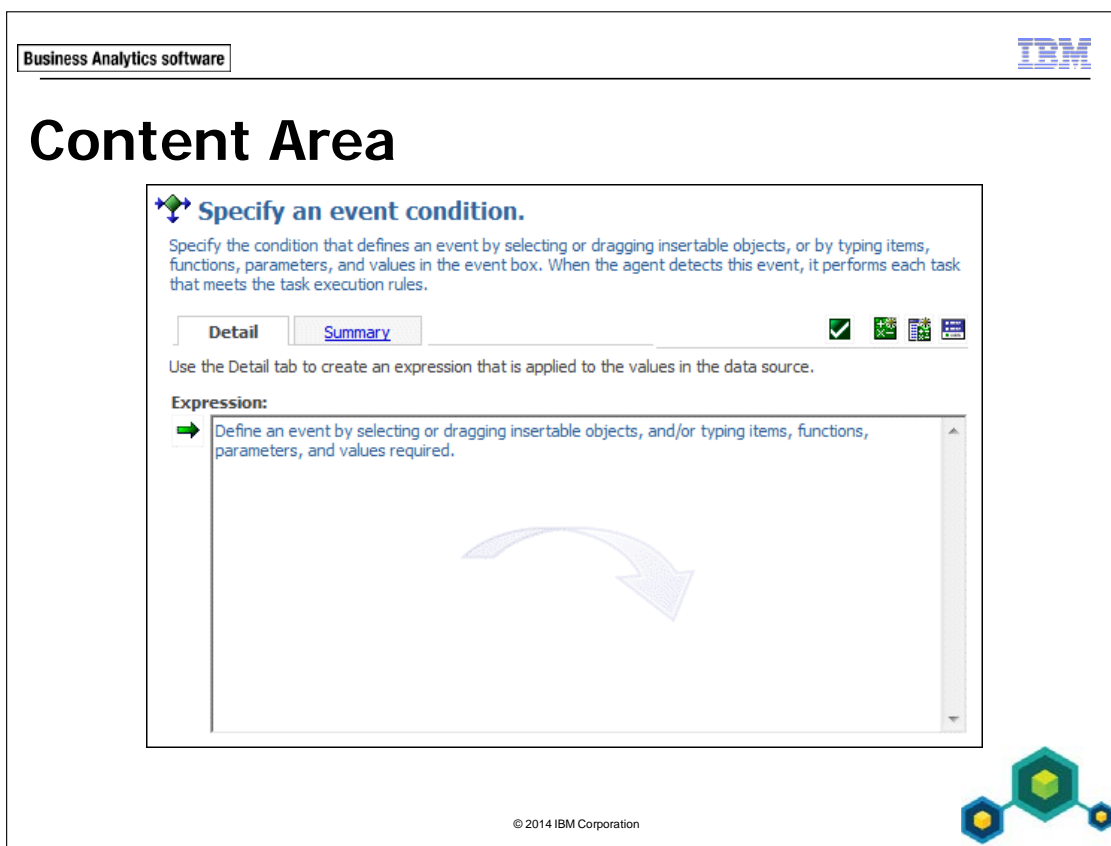 Business Analytics software
IBM
Content Area
Specify an event condition.
Specify the condition that defines an event by selecting or dragging insertable objects, or by typing items,
functions, parameters, and values in the event box. When the agent detects this event, it performs each task
that meets the task execution rules.
Detail
Summary
Use the Detail tab to create an expression that is applied to the values in the data source.
Expression:
Define an event by selecting or dragging insertable objects, and/or typing items, functions,
parameters, and values required.
© 2014 IBM Corporation